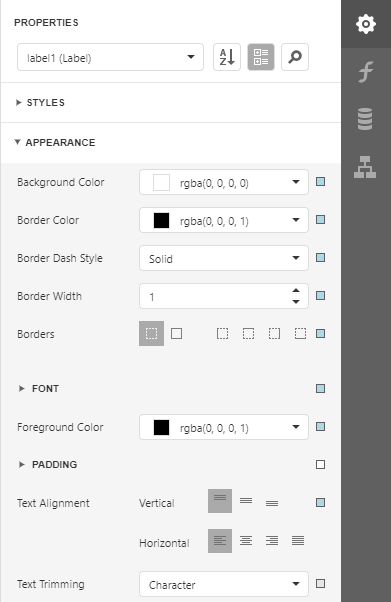 PROPERTIES
label1 (Label)
A
Z
STYLES
APPEARANCE
Background Color rgba(0, 0, 0, 0)
Border Color rgba(0, 0, 0, 1)
Border Dash Style Solid
Border Width 1
Borders
FONT
Foreground Color rgba(0, 0, 0, 1)
PADDING
Text Alignment Vertical
Horizontal
Text Trimming Character